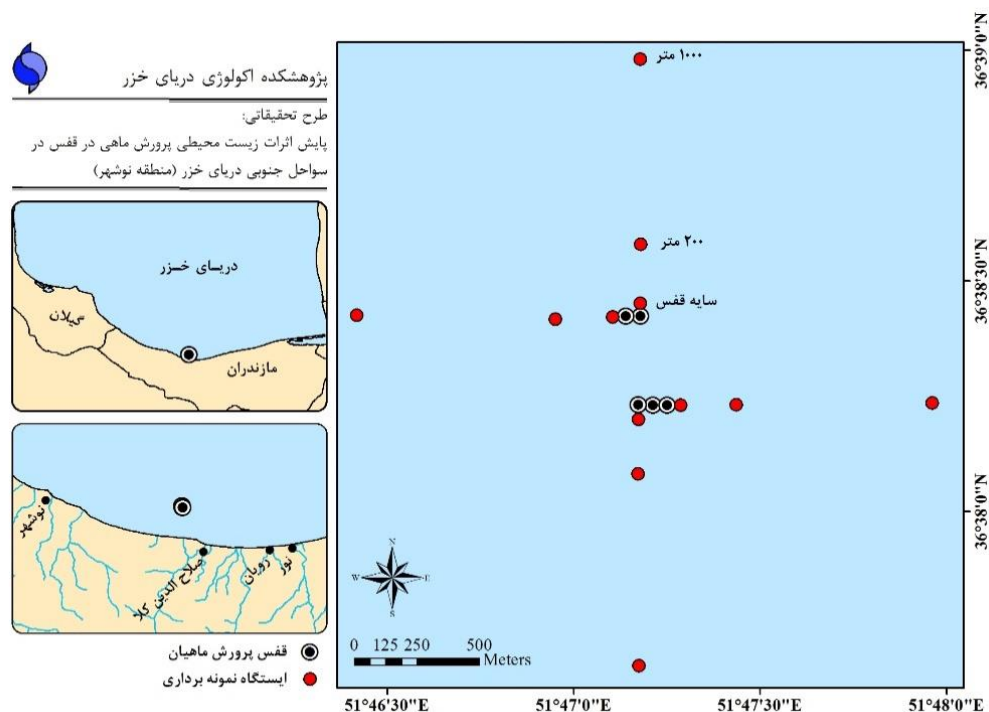 پژوهشکده اکولوژی دریای خزر
طرح تحقیقاتی:
پایش اثرات زیست محیطی پرورش ماهی در قفس در
سواحل جنوبی دریای خزر (منطقه نوشهر)
دریای خزر
گیلان
مازندران
نوشهر
صلاح الدین کلا
رویان
نور
قفس پرورش ماهیان
ایستگاه نمونه برداری
۱۰۰۰ متر
۲۰۰ متر
سایه قفس
N
W E
S
0 125 250 500
Meters
36°39'0"N
36°38'30"N
36°38'0"N
51°46'30"E 51°47'0"E 51°47'30"E 51°48'0"E